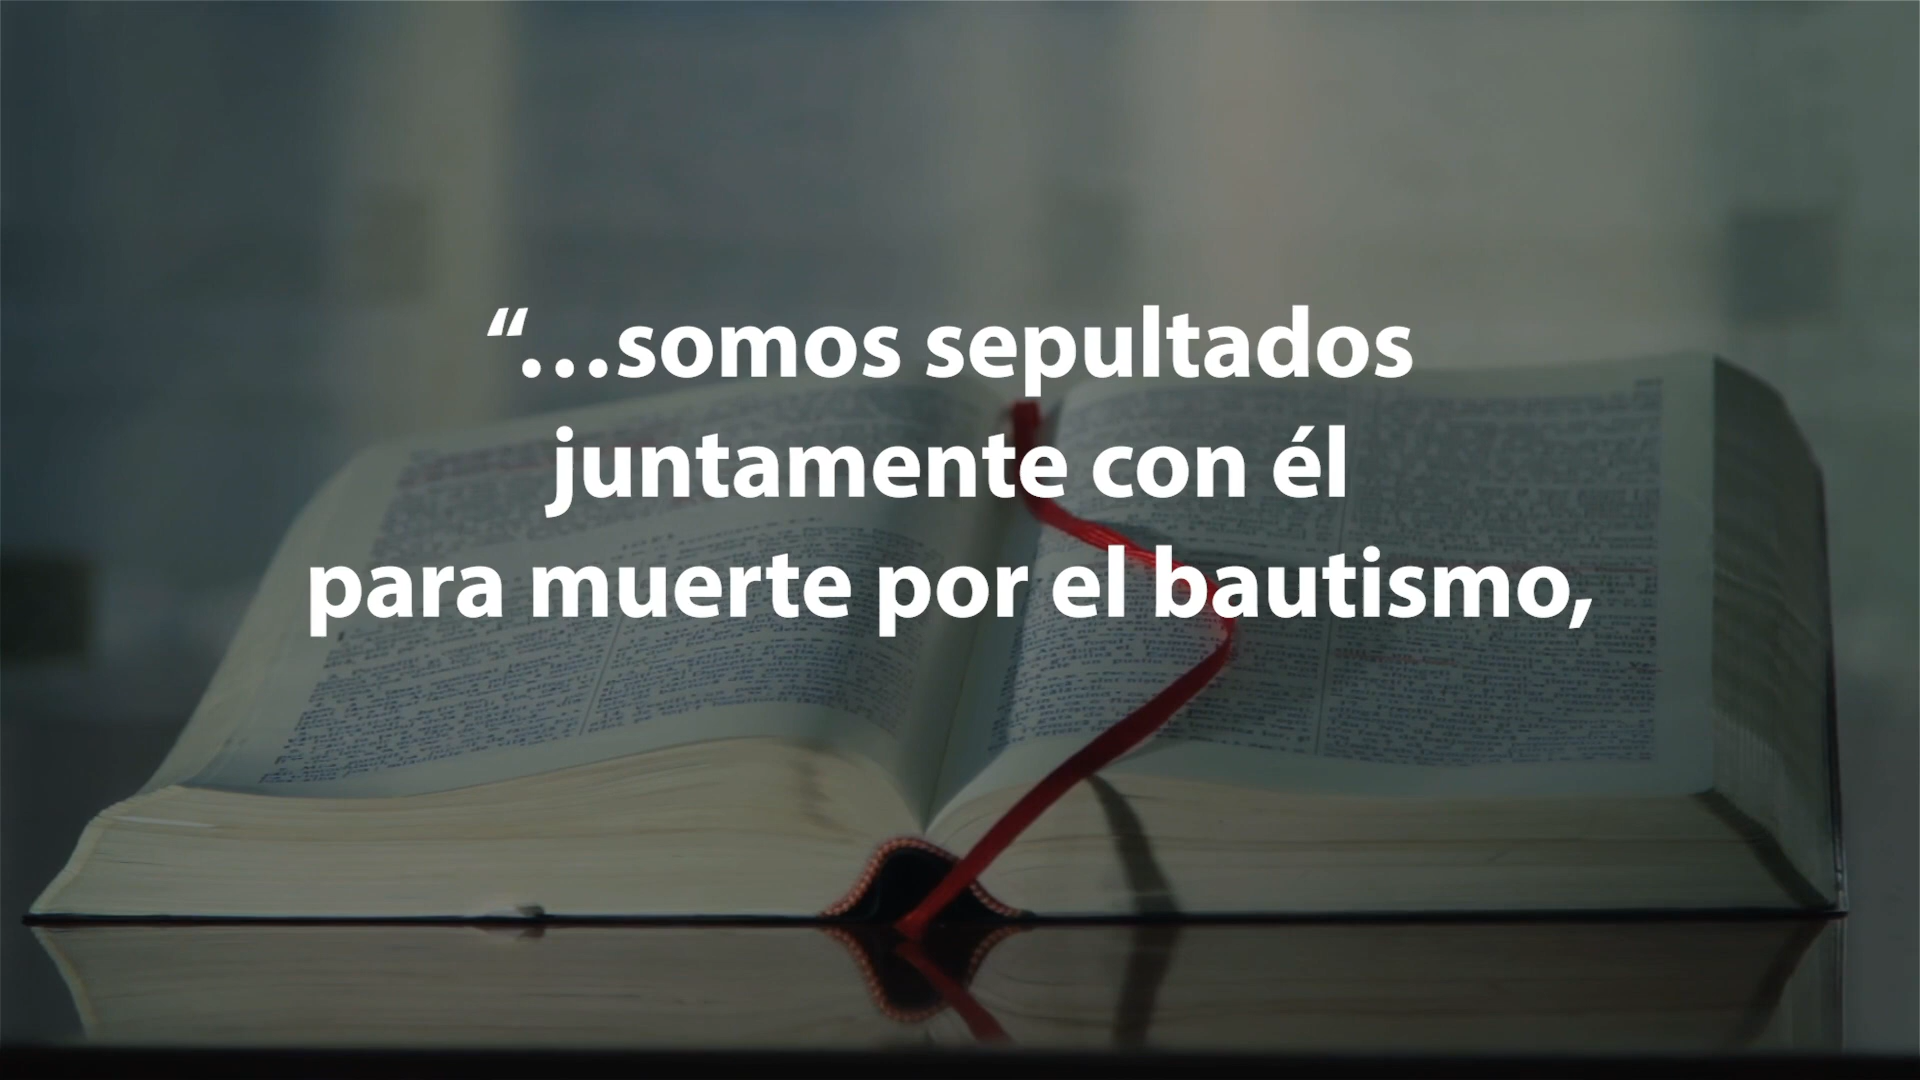 “…somos sepultados
juntamente con él
para muerte por el bautismo,